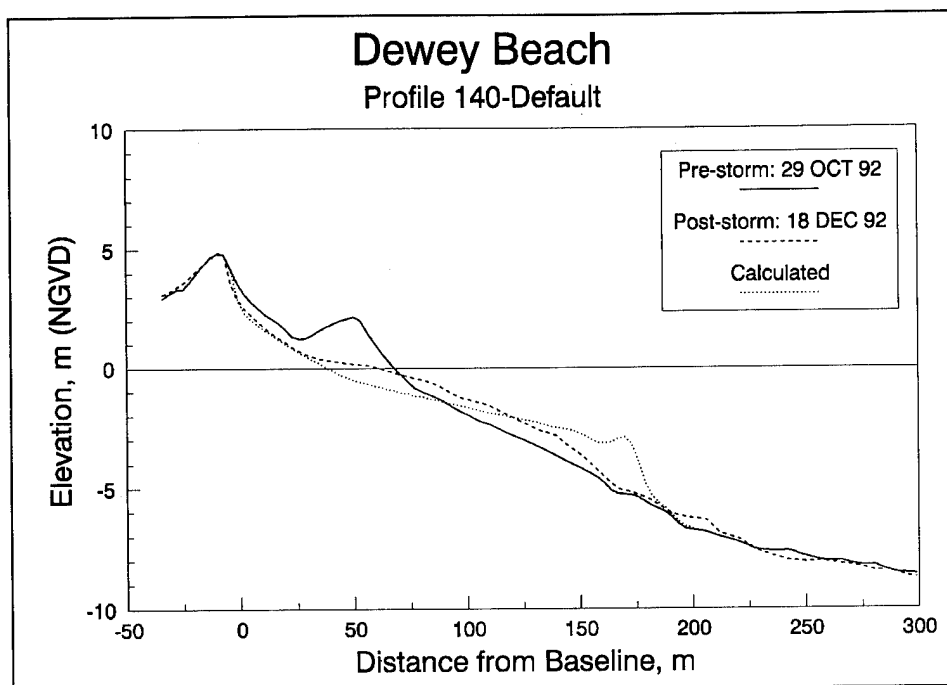 Dewey Beach
Profile 140-Default
10
5
0
-5
-10
Elevation, m (NGVD)
Pre-storm: 29 OCT 92
Post-storm: 18 DEC 92
Calculated
-50
0
50
100
150
200
250
300
Distance from Baseline, m